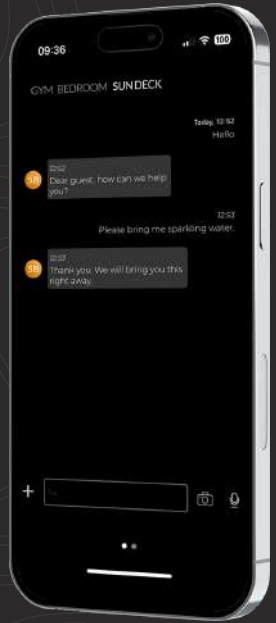 09:36
100
GYM BEDROOM SUNDECK
Today, 12:52
Hello
12:52
SB
Dear guest, how can we help
you?
12:53
Please bring me sparkling water.
12:53
SB
Thank you. We will bring you this
right away.